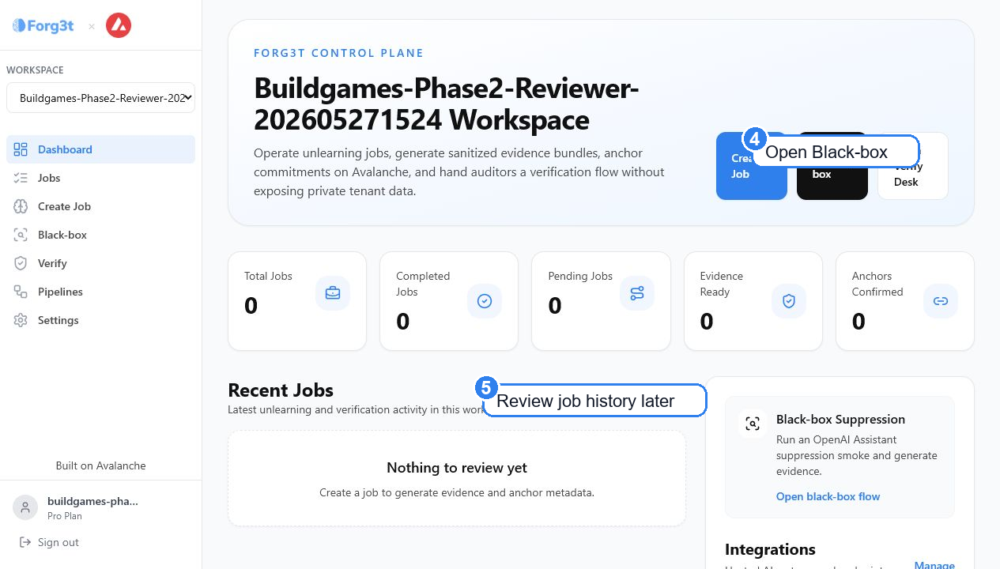 Forg3t
×
WORKSPACE
Buildgames-Phase2-Reviewer-202
Dashboard
Jobs
Create Job
Black-box
Verify
Pipelines
Settings
Built on Avalanche
buildgames-pha...
Pro Plan
Sign out
FORG3T CONTROL PLANE
Buildgames-Phase2-Reviewer-
202605271524 Workspace
Operate unlearning jobs, generate sanitized evidence bundles, anchor
commitments on Avalanche, and hand auditors a verification flow without
exposing private tenant data.
Job
4
Open Black-box
box
Verify
Desk
Total Jobs
0
Completed
Jobs
0
Pending Jobs
0
Evidence
Ready
0
Anchors
Confirmed
0
Recent Jobs
Latest unlearning and verification activity in this
5
Review job history later
Nothing to review yet
Create a job to generate evidence and anchor metadata.
Black-box Suppression
Run an OpenAI Assistant
suppression smoke and generate
evidence.
Open black-box flow
Integrations
Manage